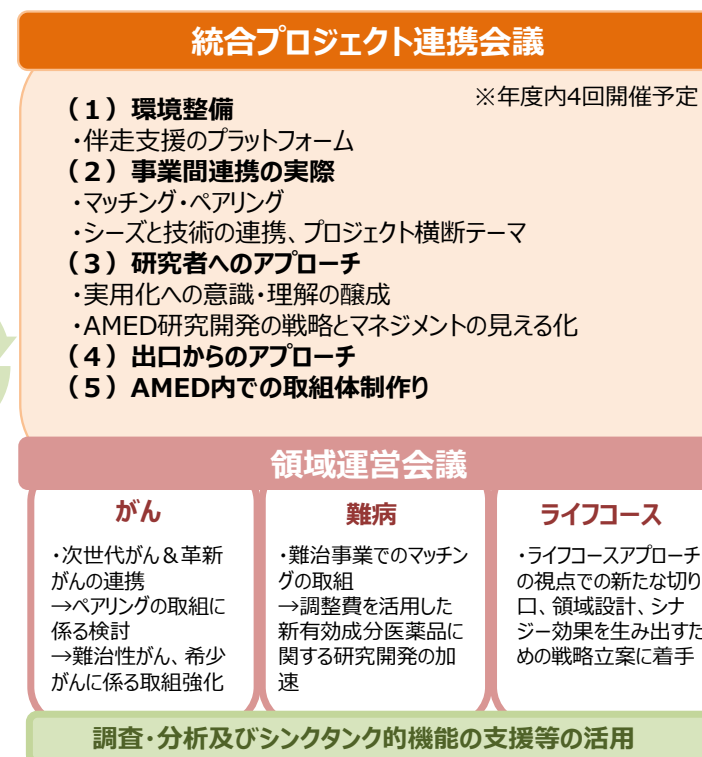 統合プロジェクト連携会議
※年度内4回開催予定
（１）環境整備
・伴走支援のプラットフォーム
（２）事業間連携の実際
・マッチング・ペアリング
・シーズと技術の連携、プロジェクト横断テーマ
（３）研究者へのアプローチ
・実用化への意識・理解の醸成
・AMED研究開発の戦略とマネジメントの見える化
（４）出口からのアプローチ
（５）AMED内での取組体制作り
領域運営会議
がん
・次世代がん＆革新
がんの連携
→ペアリングの取組に
係る検討
→難治性がん、希少
がんに係る取組強化
難病
・難治事業でのマッチン
グの取組
→調整費を活用した
新有効成分医薬品に
関する研究開発の加
速
ライフコース
・ライフコースアプローチ
の視点での新たな切り
口、領域設計、シナ
ジー効果を生み出すた
めの戦略立案に着手
調査・分析及びシンクタンク的機能の支援等の活用